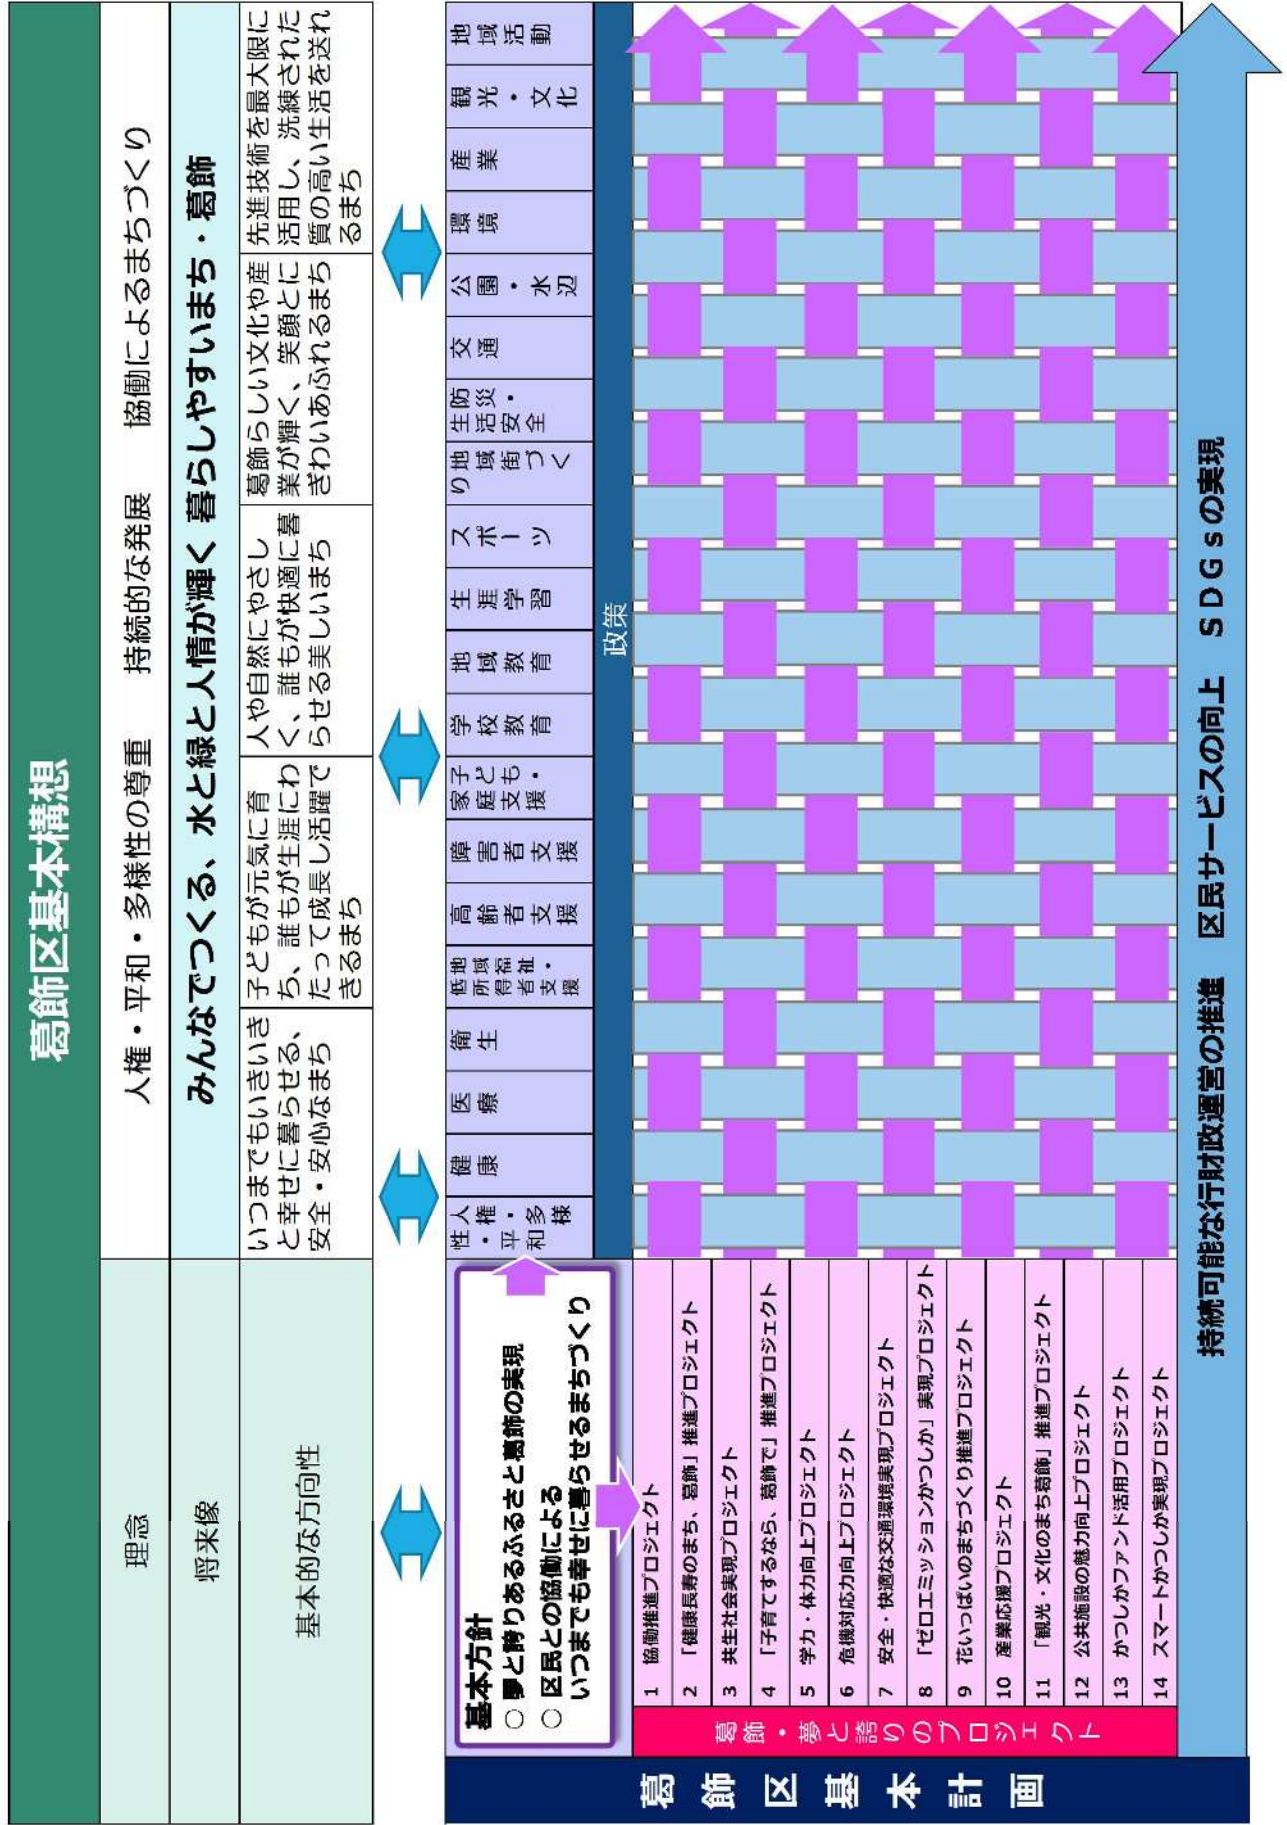 葛飾区基本構想
理念
人権・平和・多様性の尊重　持続的な発展　協働によるまちづくり
将来像
みんなでつくる、水と緑と人情が輝く 暮らしやすいまち・葛飾
基本的な方向性
いつまでもいきいき
と幸せに暮らせる、
安全・安心なまち
子どもが元気に育
ち、誰もが生涯にわ
たって成長し活躍で
きるまち
人や自然にやさし
く、誰もが快適に暮
らせる美しいまち
葛飾らしい文化や産
業が輝く、笑顔とに
ぎわいあふれるまち
先進技術を最大限に
活用し、洗練された
質の高い生活を送れ
るまち
葛飾区基本計画
基本方針
○ 夢と誇りあるふるさと葛飾の実現
○ 区民との協働による
いつまでも幸せに暮らせるまちづくり
人権・平和・多様性
健康
医療
衛生
地域福祉・低所得者支援
高齢者支援
障害者支援
子ども・家庭支援
学校教育
地域教育
生涯学習
スポーツ
地域街づくり
防災・生活安全
交通
公園・水辺
環境
産業
観光・文化
地域活動
政策
葛飾・夢と誇りのプロジェクト
1 協働推進プロジェクト
2 「健康長寿のまち、葛飾」推進プロジェクト
3 共生社会実現プロジェクト
4 「子育てするなら、葛飾で」推進プロジェクト
5 学力・体力向上プロジェクト
6 危機対応力向上プロジェクト
7 安全・快適な交通環境実現プロジェクト
8 「ゼロエミッションかつしか」実現プロジェクト
9 花いっぱいのまちづくり推進プロジェクト
10 産業応援プロジェクト
11 「観光・文化のまち葛飾」推進プロジェクト
12 公共施設の魅力向上プロジェクト
13 かつしかファンド活用プロジェクト
14 スマートかつしか実現プロジェクト
持続可能な行財政運営の推進　区民サービスの向上　ＳＤＧｓの実現